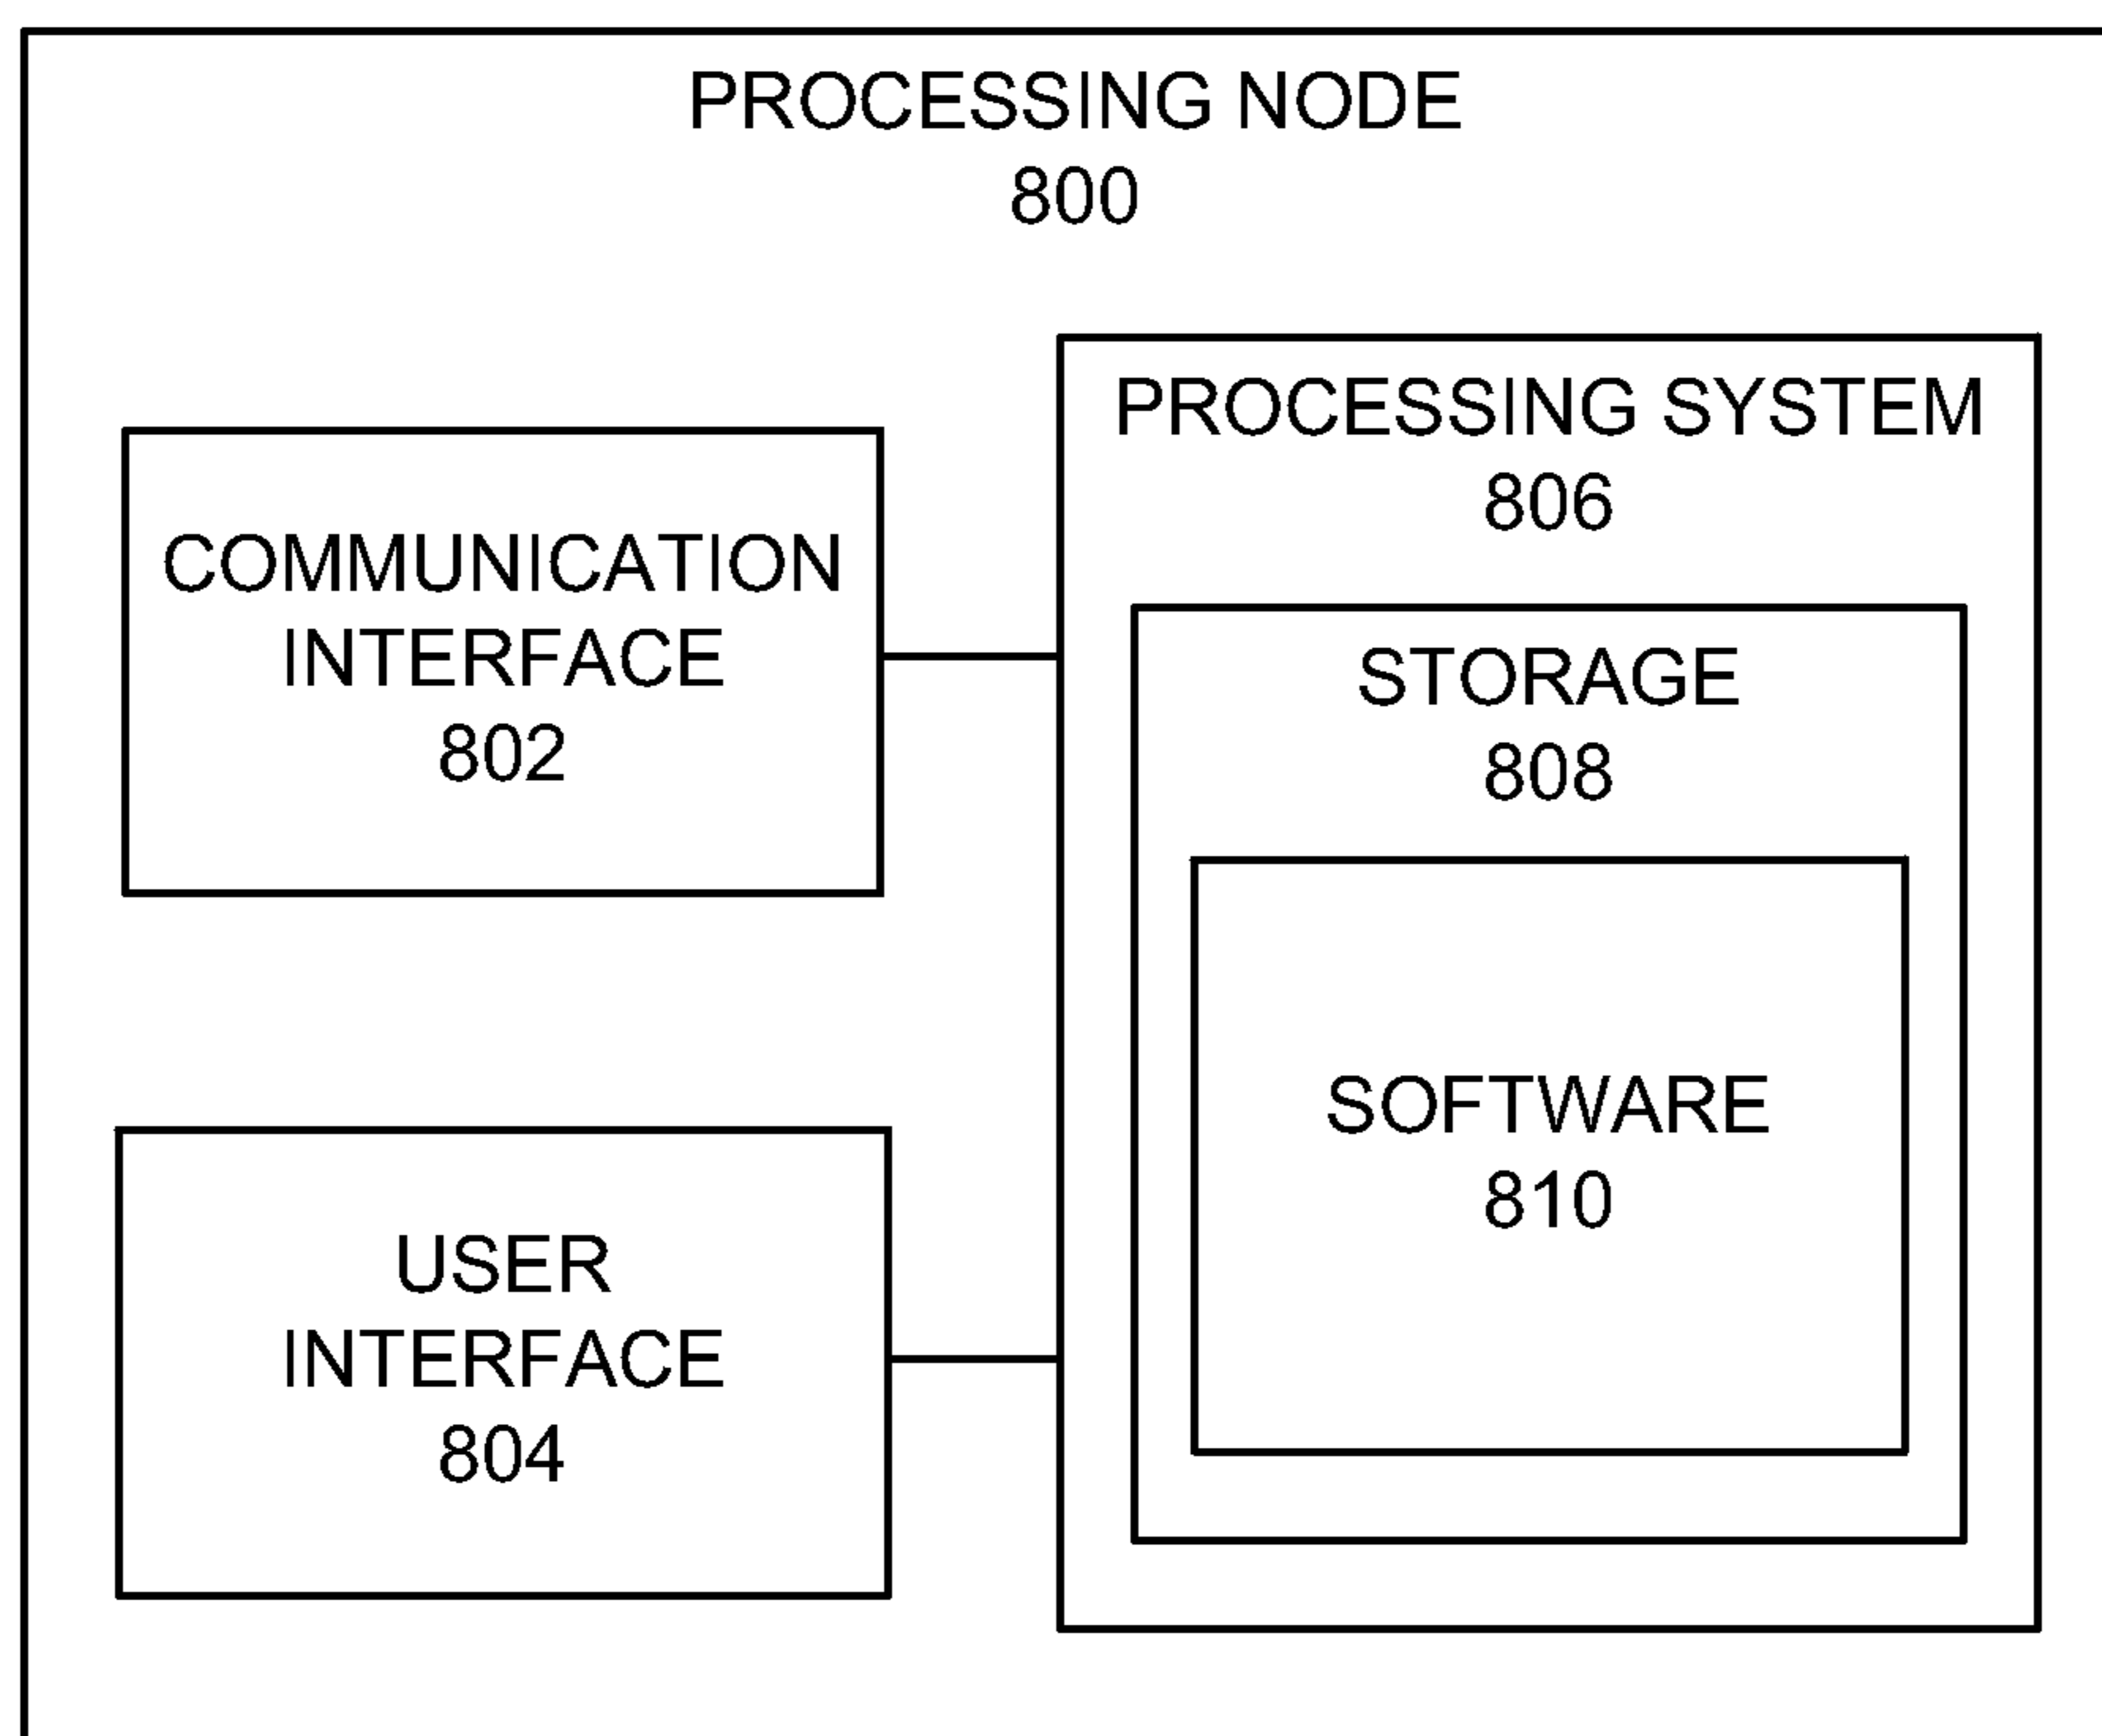 PROCESSING NODE
800
PROCESSING SYSTEM
806
COMMUNICATION
INTERFACE
802
STORAGE
808
SOFTWARE
810
USER
INTERFACE
804